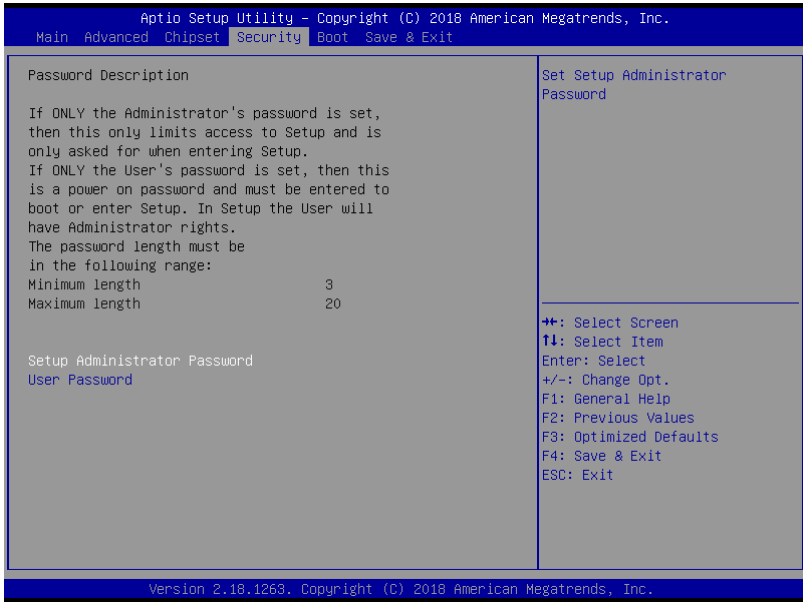 Aptio Setup Utility – Copyright (C) 2018 American Megatrends, Inc.
Main Advanced Chipset Security Boot Save & Exit
Password Description
If ONLY the Administrator's password is set,
then this only limits access to Setup and is
only asked for when entering Setup.
If ONLY the User's password is set, then this
is a power on password and must be entered to
boot or enter Setup. In Setup the User will
have Administrator rights.
The password length must be
in the following range:
Minimum length 3
Maximum length 20
Setup Administrator Password
User Password
Set Setup Administrator
Password
→←: Select Screen
↑↓: Select Item
Enter: Select
+/-: Change Opt.
F1: General Help
F2: Previous Values
F3: Optimized Defaults
F4: Save & Exit
ESC: Exit
Version 2.18.1263. Copyright (C) 2018 American Megatrends, Inc.